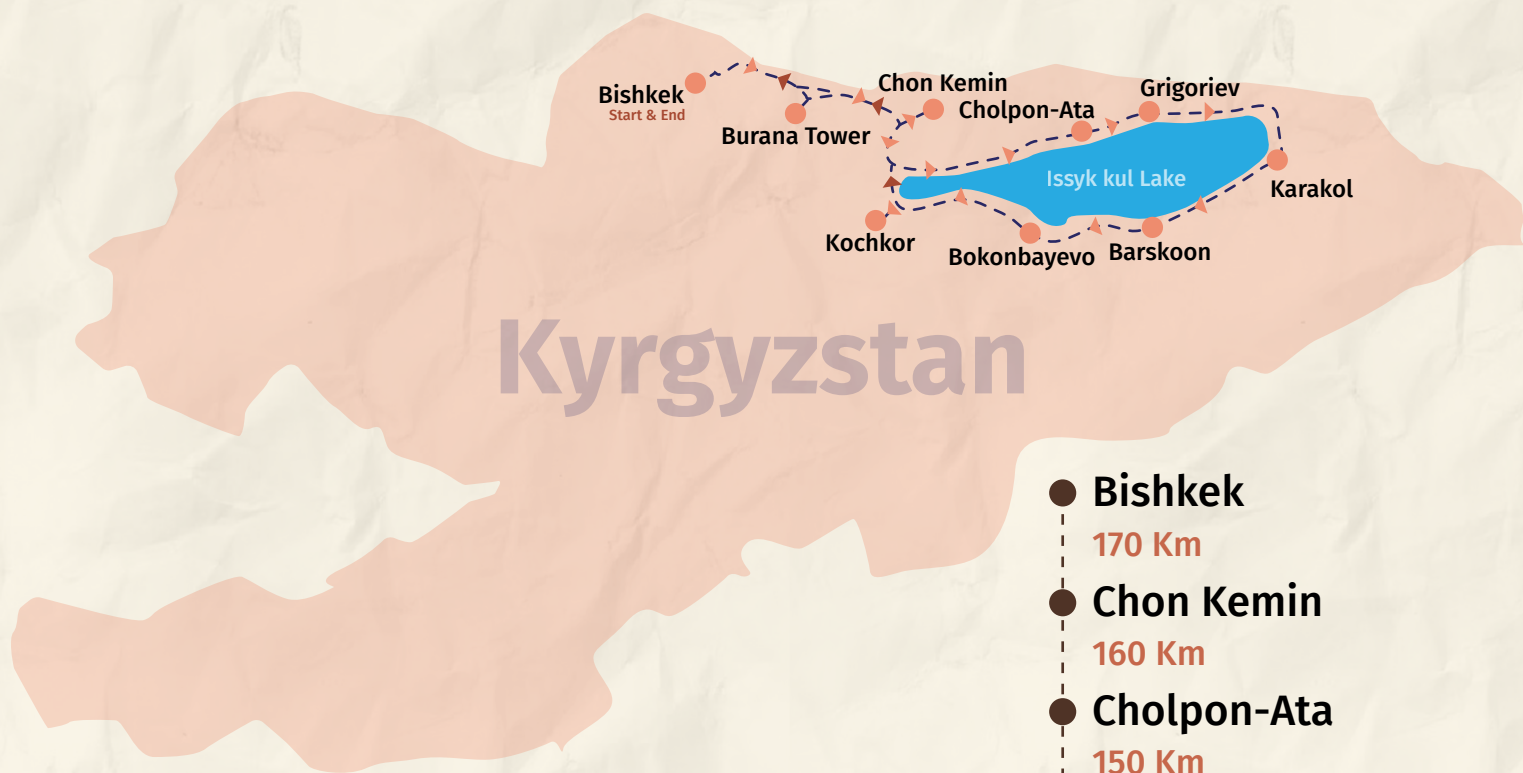 Bishkek
Start & End
Burana Tower
Chon Kemin
Cholpon-Ata
Grigoriev
Issyk kul Lake
Karakol
Kochkor
Bokonbayevo
Barskoon
Kyrgyzstan
Bishkek
170 Km
Chon Kemin
160 Km
Cholpon-Ata
150 Km